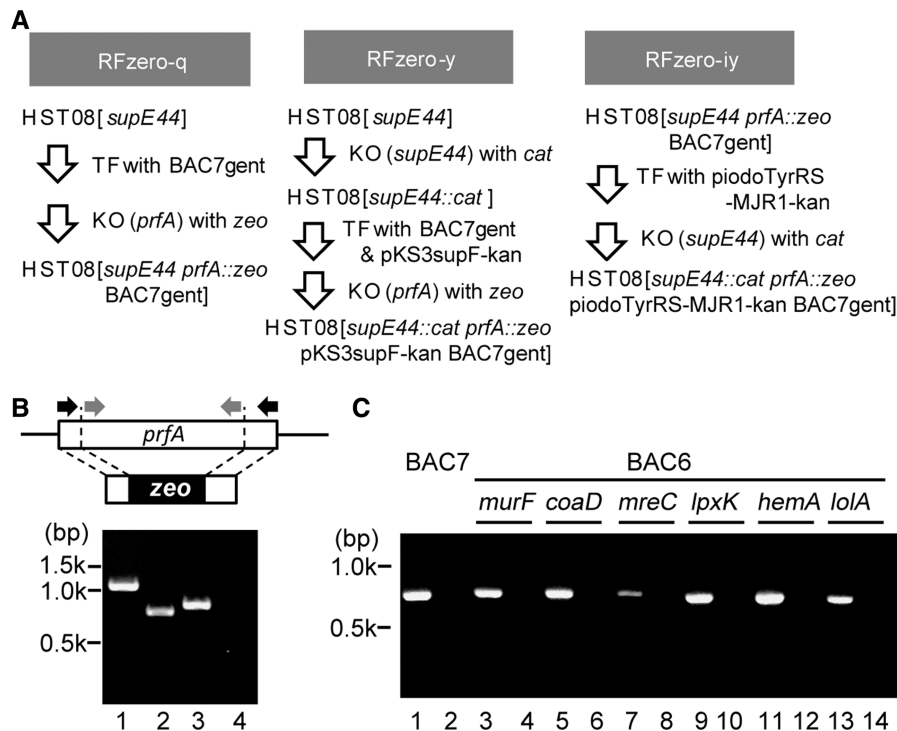 A
RFzero-q
RFzero-y
RFzero-iy
HST08[supE44]
TF with BAC7gent
KO (prfA) with zeo
HST08[supE44 prfA::zeo
BAC7gent]
HST08[supE44]
KO (supE44) with cat
HST08[supE44::cat ]
TF with BAC7gent
& pKS3supF-kan
KO (prfA) with zeo
HST08[supE44::cat prfA::zeo
pKS3supF-kan BAC7gent]
HST08[supE44 prfA::zeo
BAC7gent]
TF with piodoTyrRS
-MJR1-kan
KO (supE44) with cat
HST08[supE44::cat prfA::zeo
piodoTyrRS-MJR1-kan BAC7gent]
B
prfA
zeo
(bp)
1.5k
1.0k
0.5k
1 2 3 4
C
BAC7 BAC6
murF coaD mreC lpxK hemA lolA
(bp)
1.0k
0.5k
1 2 3 4 5 6 7 8 9 10 11 12 13 14